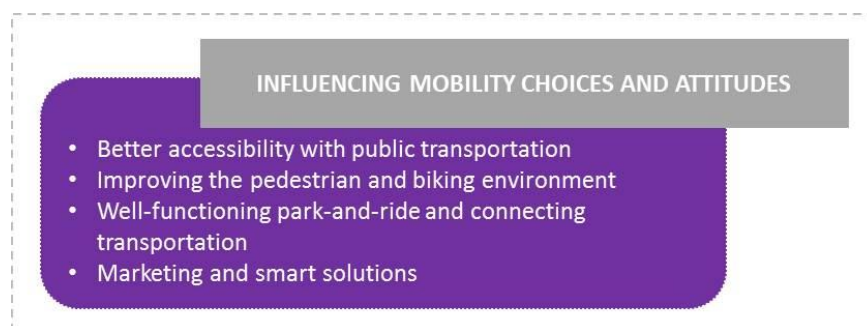 INFLUENCING MOBILITY CHOICES AND ATTITUDES
• Better accessibility with public transportation
• Improving the pedestrian and biking environment
• Well-functioning park-and-ride and connecting
transportation
• Marketing and smart solutions